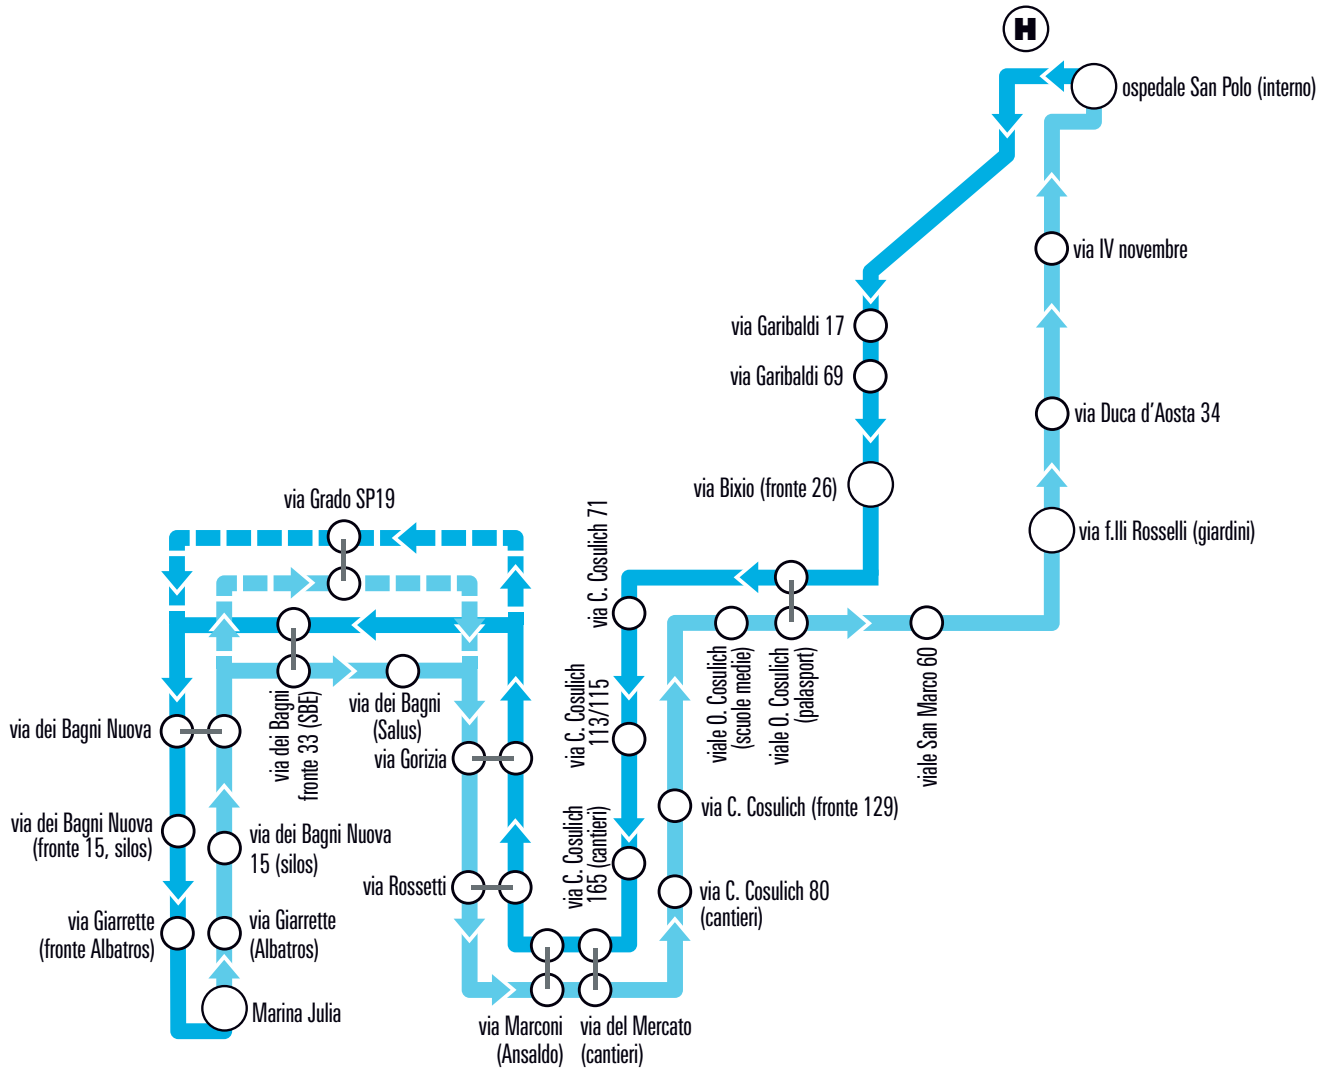 H
ospedale San Polo (interno)
via IV novembre
via Garibaldi 17
via Garibaldi 69
via Duca d'Aosta 34
via Bixio (fronte 26)
via Grado SP19
via f.lli Rosselli (giardini)
via C. Cosulich 71
via C. Cosulich
113/115
via C. Cosulich
165 (cantieri)
viale O. Cosulich
(scuole medie)
viale O. Cosulich
(palasport)
viale San Marco 60
via dei Bagni
fronte 33 (SBE)
via dei Bagni
(Salus)
via dei Bagni Nuova
via Gorizia
via C. Cosulich (fronte 129)
via dei Bagni Nuova
(fronte 15, silos)
via dei Bagni Nuova
15 (silos)
via Rossetti
via C. Cosulich 80
(cantieri)
via Giarrette
(fronte Albatros)
via Giarrette
(Albatros)
Marina Julia
via Marconi
(Ansaldo)
via del Mercato
(cantieri)